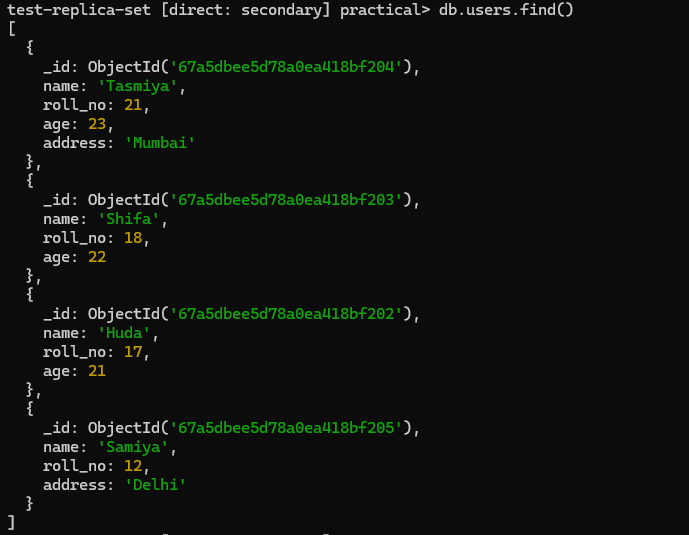 test-replica-set [direct: secondary] practical> db.users.find()
[
  {
    _id: ObjectId('67a5dbee5d78a0ea418bf204'),
    name: 'Tasmiya',
    roll_no: 21,
    age: 23,
    address: 'Mumbai'
  },
  {
    _id: ObjectId('67a5dbee5d78a0ea418bf203'),
    name: 'Shifa',
    roll_no: 18,
    age: 22
  },
  {
    _id: ObjectId('67a5dbee5d78a0ea418bf202'),
    name: 'Huda',
    roll_no: 17,
    age: 21
  },
  {
    _id: ObjectId('67a5dbee5d78a0ea418bf205'),
    name: 'Samiya',
    roll_no: 12,
    address: 'Delhi'
  }
]